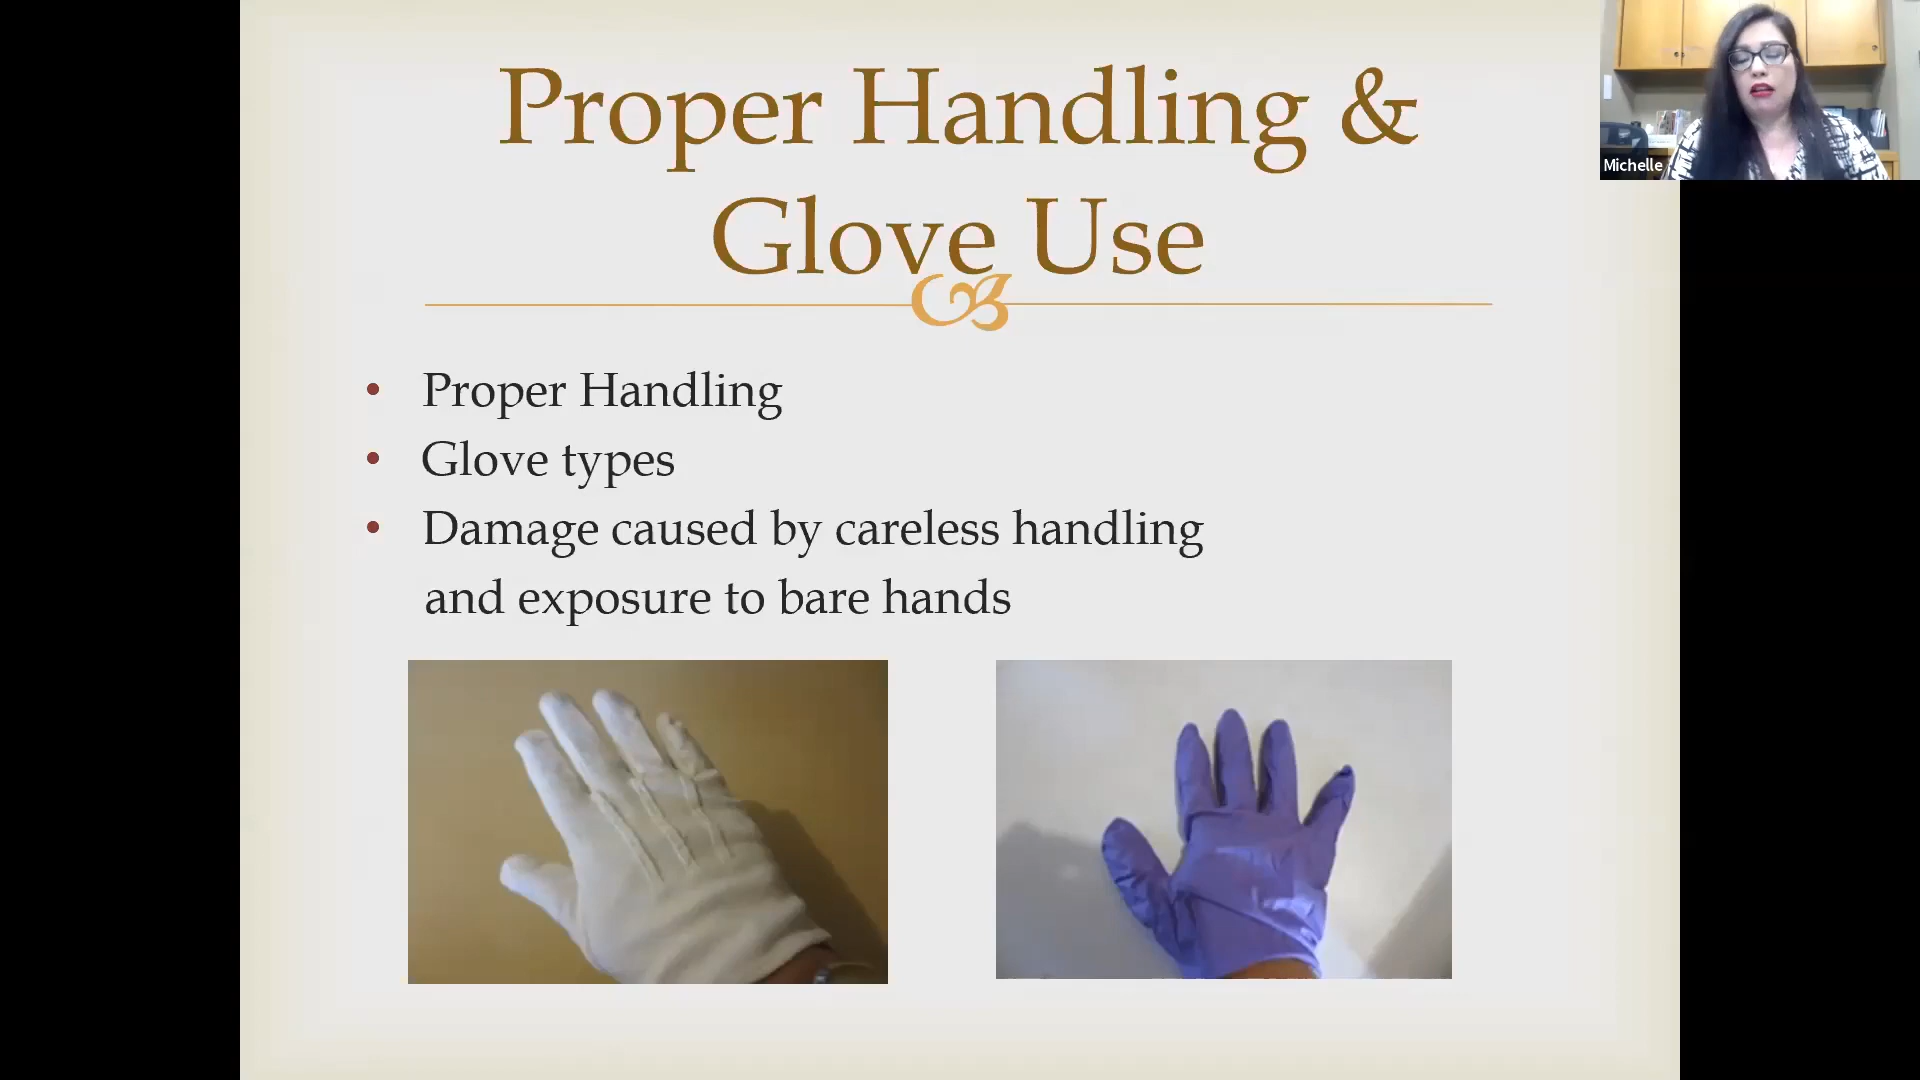 Proper Handling &
Glove Use
• Proper Handling
• Glove types
• Damage caused by careless handling
and exposure to bare hands
Michelle